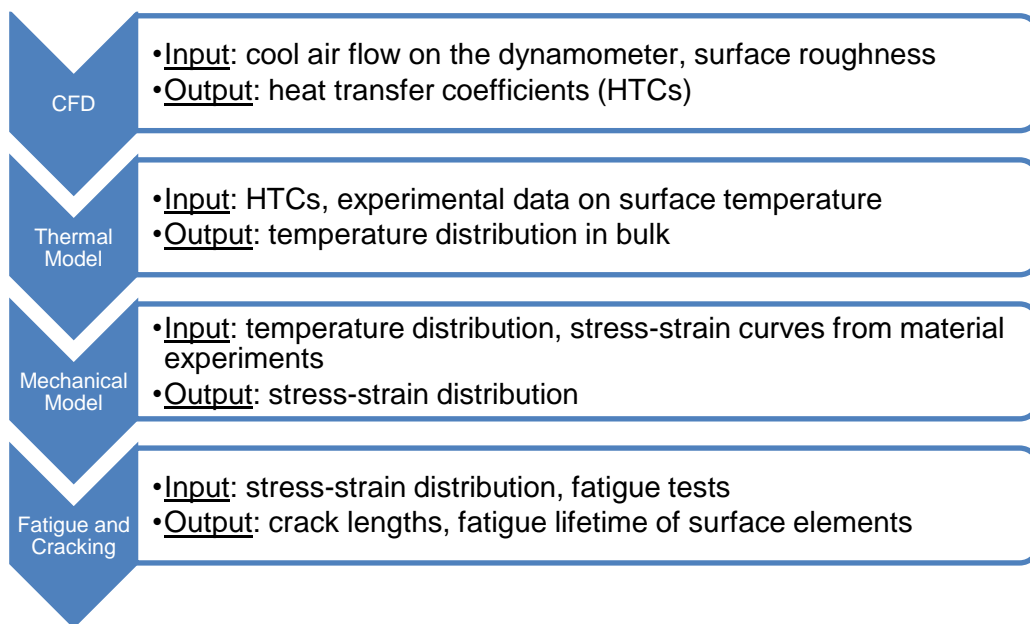 CFD
•Input: cool air flow on the dynamometer, surface roughness
•Output: heat transfer coefficients (HTCs)
Thermal
Model
•Input: HTCs, experimental data on surface temperature
•Output: temperature distribution in bulk
Mechanical
Model
•Input: temperature distribution, stress-strain curves from material
experiments
•Output: stress-strain distribution
Fatigue and
Cracking
•Input: stress-strain distribution, fatigue tests
•Output: crack lengths, fatigue lifetime of surface elements